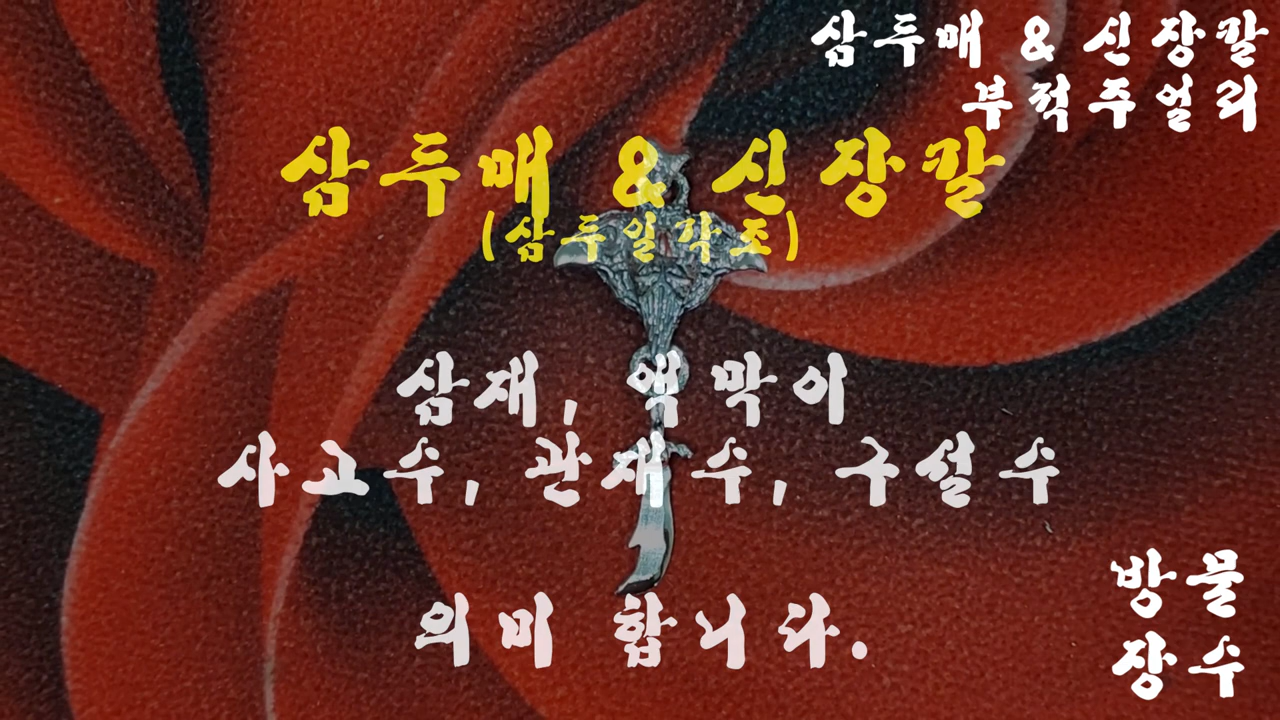 삼두매 & 신장칼
부적주얼리
삼두매 & 신장칼
(삼두일각조)
삼재, 액막이
사고수, 관재수, 구설수
의미 합니다.
방물
장수